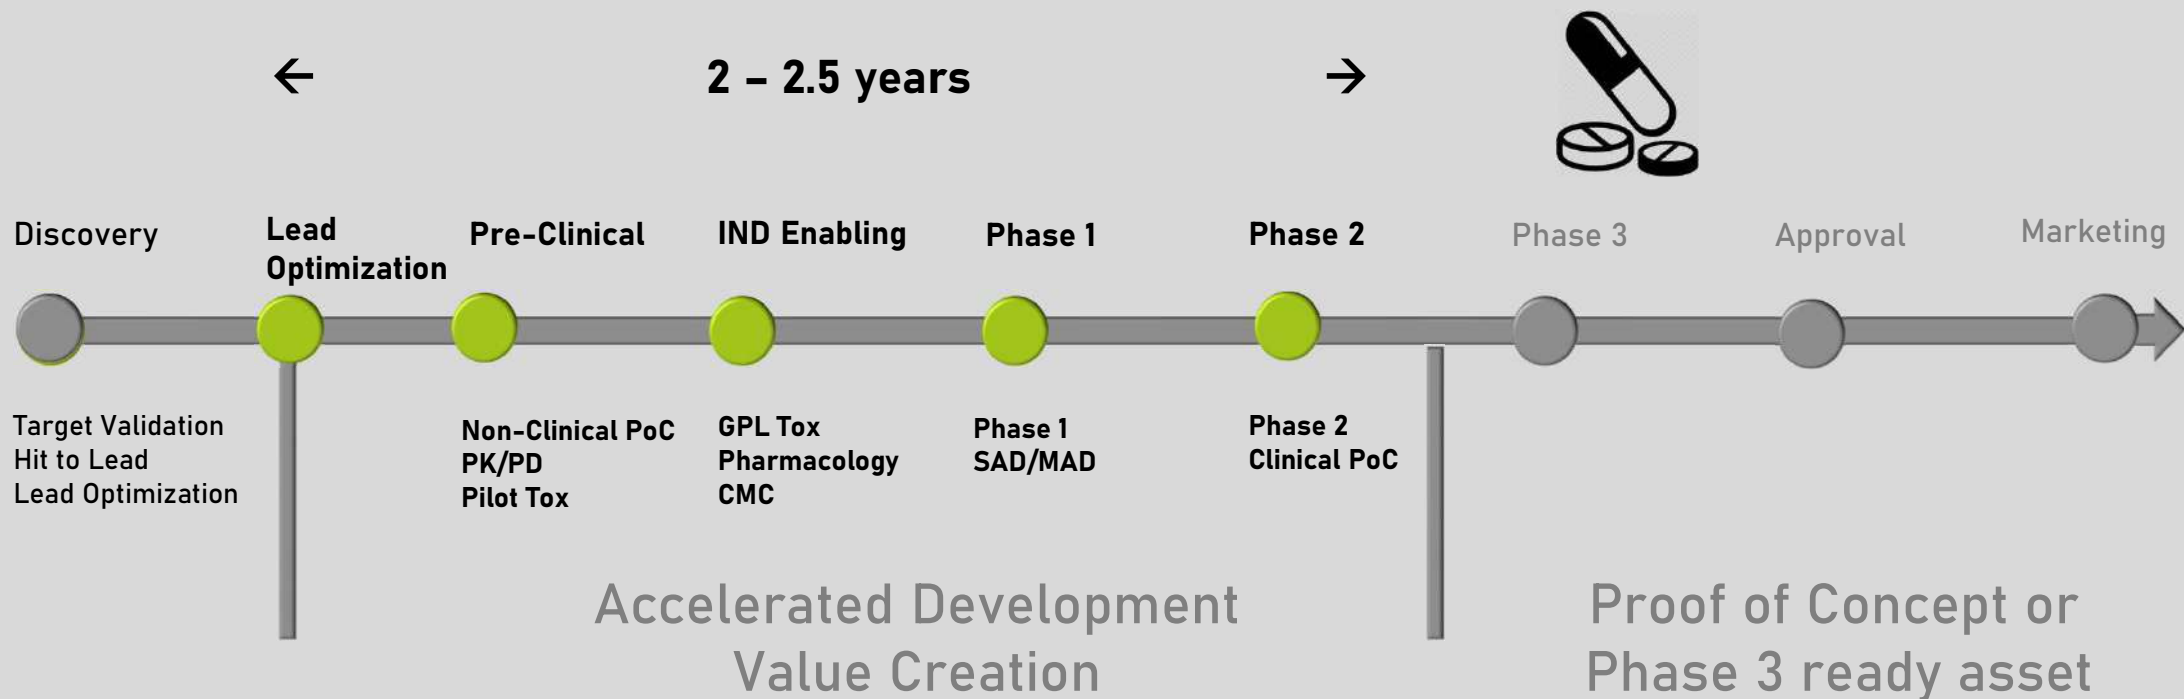 ← 2 – 2.5 years →
Discovery
Lead
Optimization
Pre-Clinical
IND Enabling
Phase 1
Phase 2
Phase 3
Approval
Marketing
Target Validation
Hit to Lead
Lead Optimization
Non-Clinical PoC
PK/PD
Pilot Tox
GPL Tox
Pharmacology
CMC
Phase 1
SAD/MAD
Phase 2
Clinical PoC
Accelerated Development
Value Creation
Proof of Concept or
Phase 3 ready asset